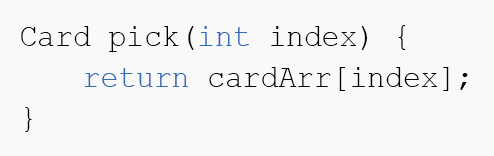 Card pick(int index) {
    return cardArr[index];
}